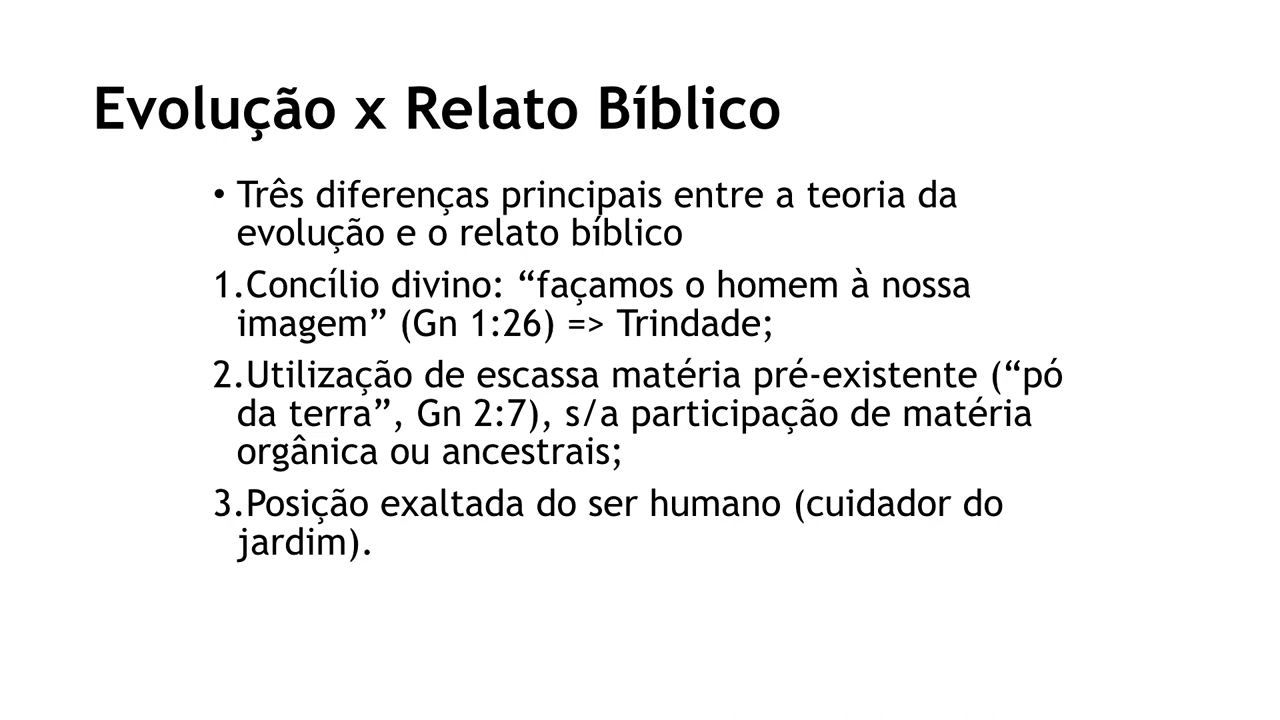 Evolução x Relato Bíblico
• Três diferenças principais entre a teoria da
evolução e o relato bíblico
1.Concílio divino: “façamos o homem à nossa
imagem” (Gn 1:26) => Trindade;
2.Utilização de escassa matéria pré-existente (“pó
da terra”, Gn 2:7), s/a participação de matéria
orgânica ou ancestrais;
3.Posição exaltada do ser humano (cuidador do
jardim).